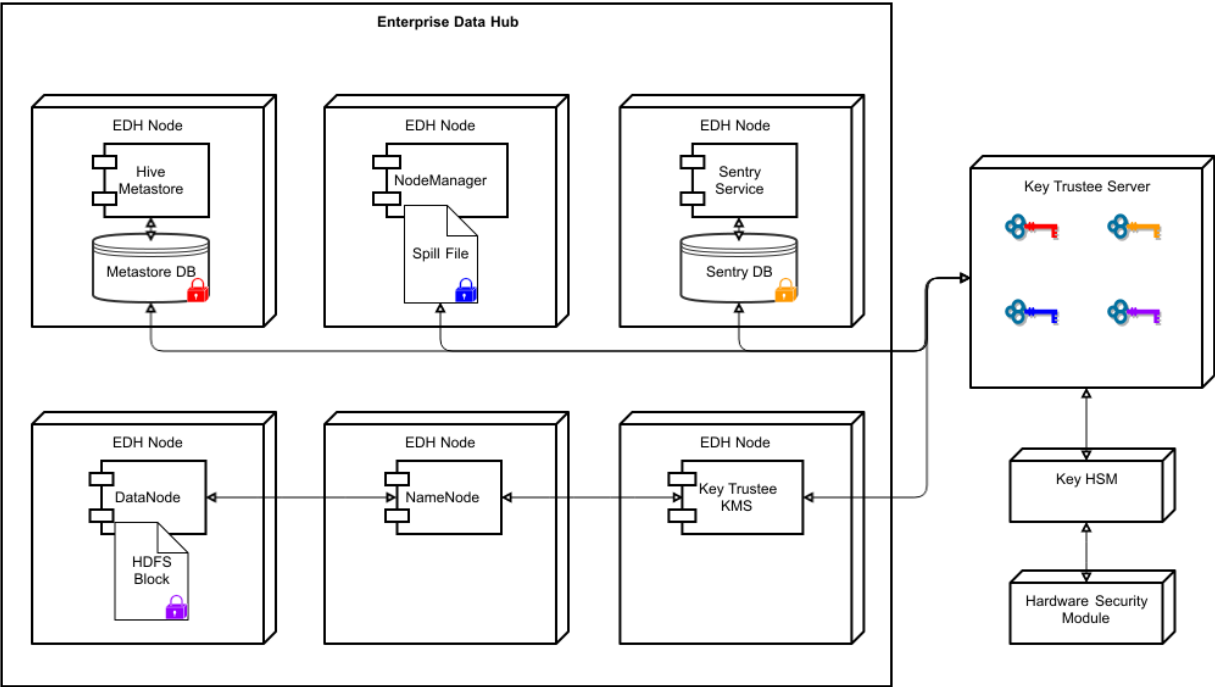 Enterprise Data Hub
EDH Node
Hive
Metastore
Metastore DB
EDH Node
NodeManager
Spill File
EDH Node
Sentry
Service
Sentry DB
Key Trustee Server
EDH Node
DataNode
HDFS
Block
EDH Node
NameNode
EDH Node
Key Trustee
KMS
Key HSM
Hardware Security
Module